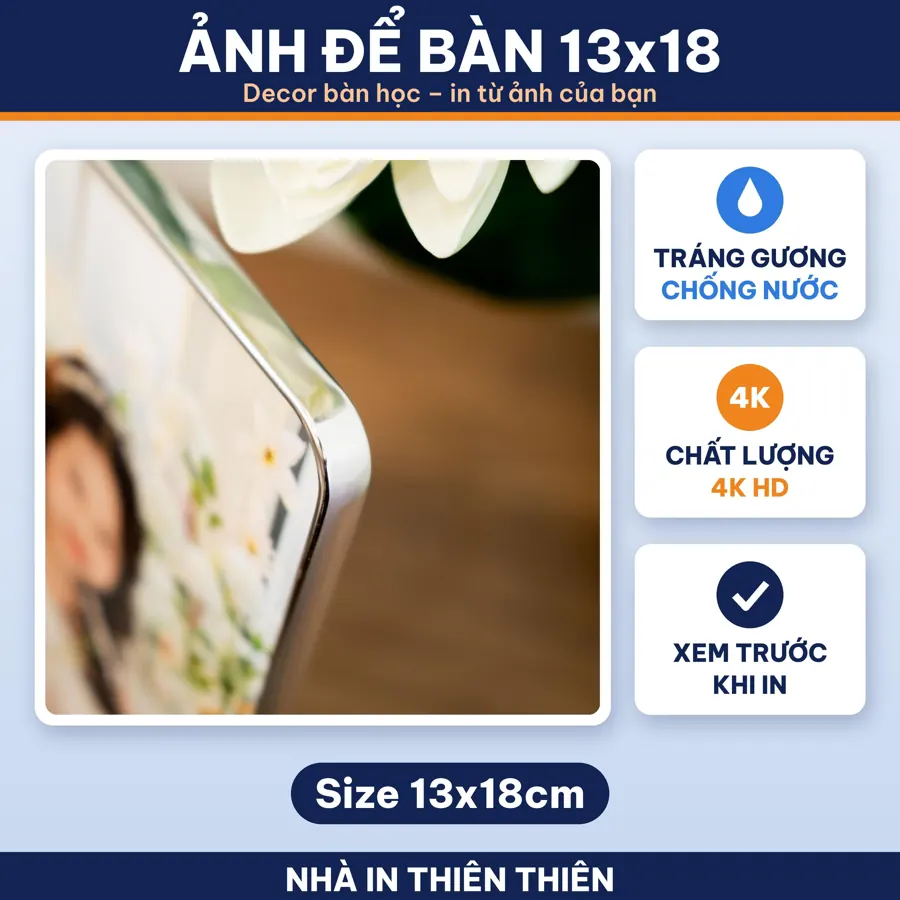 ẢNH ĐỂ BÀN 13x18
Decor bàn học – in từ ảnh của bạn
TRÁNG GƯƠNG
CHỐNG NƯỚC
4K
CHẤT LƯỢNG
4K HD
XEM TRƯỚC
KHI IN
Size 13x18cm
NHÀ IN THIÊN THIÊN